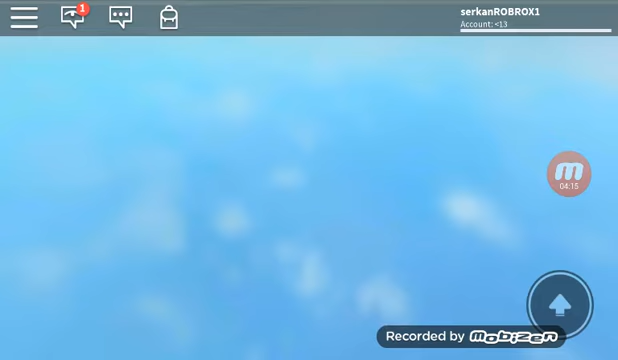 1
serkanROBROX1
Account: <13
m
04:15
Recorded by mobizen